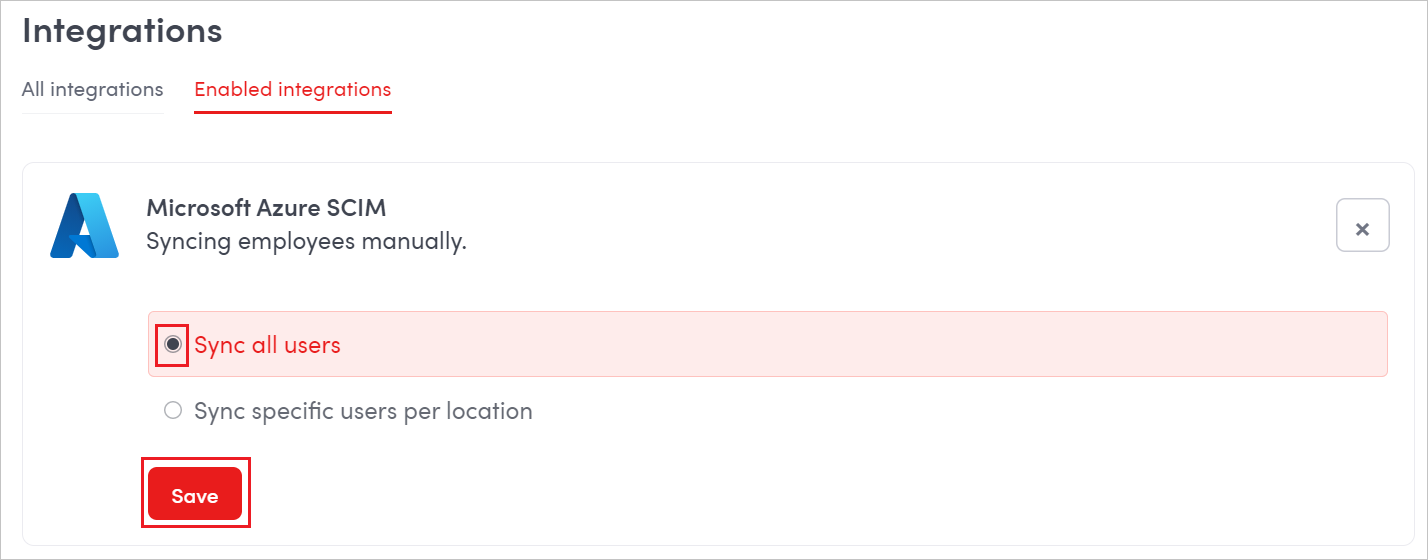 Integrations
All integrations
Enabled integrations
Microsoft Azure SCIM
Syncing employees manually.
Sync all users
Sync specific users per location
Save